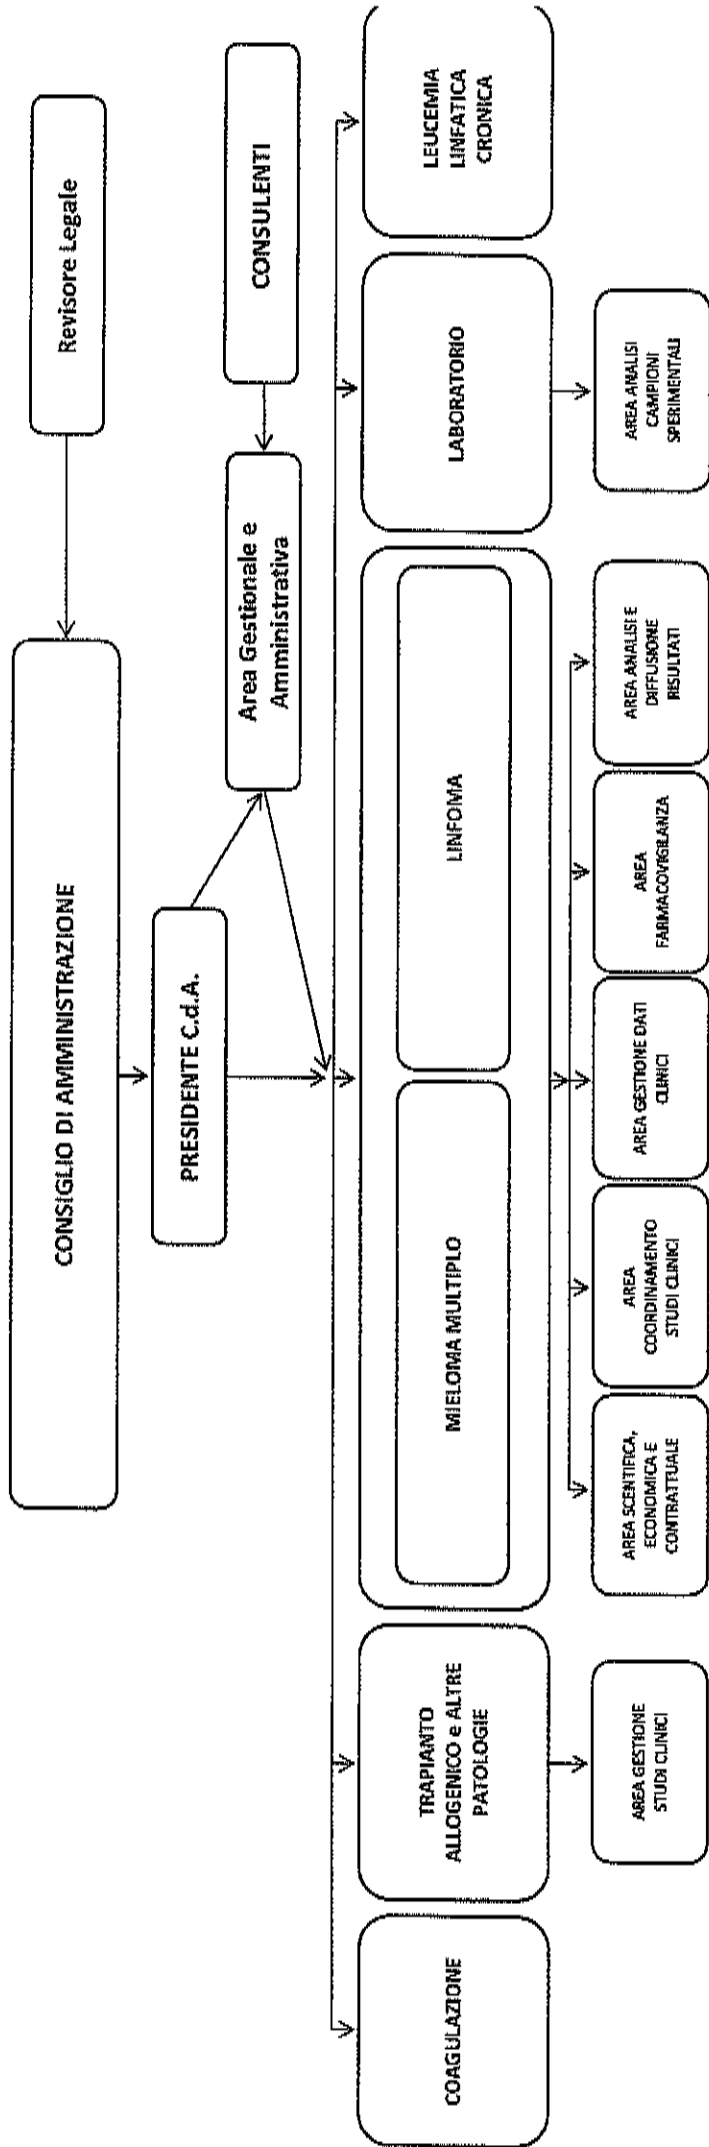 Revisore Legale
CONSIGLIO DI AMMINISTRAZIONE
PRESIDENTE C.d.A.
CONSULENTI
Area Gestionale e
Amministrativa
COAGULAZIONE
TRAPIANTO
ALLOGENICO e ALTRE
PATOLOGIE
MIELOMA MULTIPLO
LINFOMA
LABORATORIO
LEUCEMIA
LINFATICA
CRONICA
AREA GESTIONE
STUDI CLINICI
AREA SCENTIFICA,
ECONOMICA E
CONTRATTUALE
AREA
COORDINAMENTO
STUDI CLINICI
AREA GESTIONE DATI
CLINICI
AREA
FARMACOVIGILANZA
AREA ANALISI E
DIFFUSIONE
RISULTATI
AREA ANALISI
CAMPIONI
SPERIMENTALI